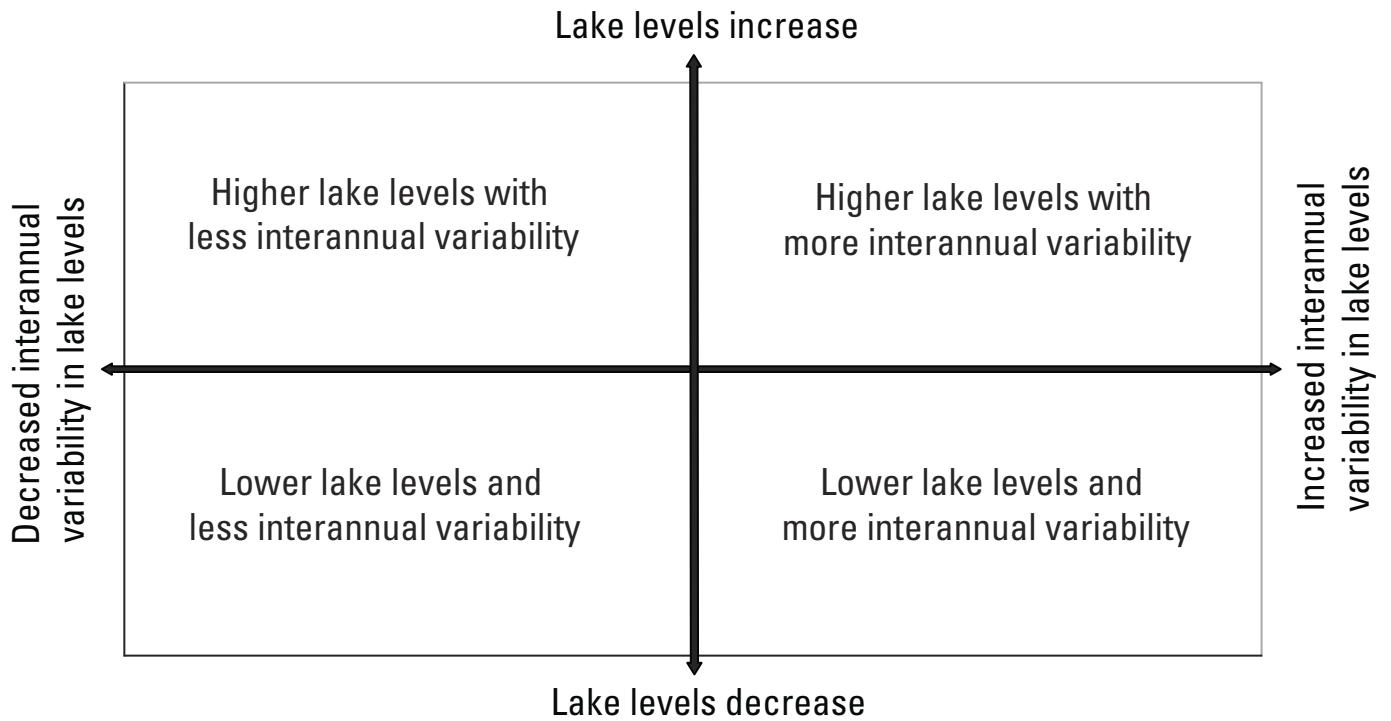 Lake levels increase
Decreased interannual
variability in lake levels
Higher lake levels with
less interannual variability
Higher lake levels with
more interannual variability
Increased interannual
variability in lake levels
Lower lake levels and
less interannual variability
Lower lake levels and
more interannual variability
Lake levels decrease